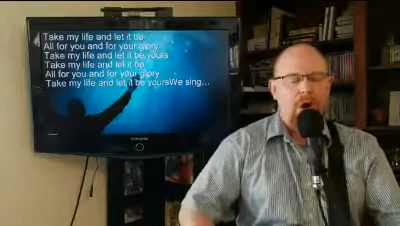 Take my life and let it be
All for you and for your glory
Take my life and let it be yours
Take my life and let it be
All for you and for your glory
Take my life and let it be yoursWe sing...
SAMSUNG